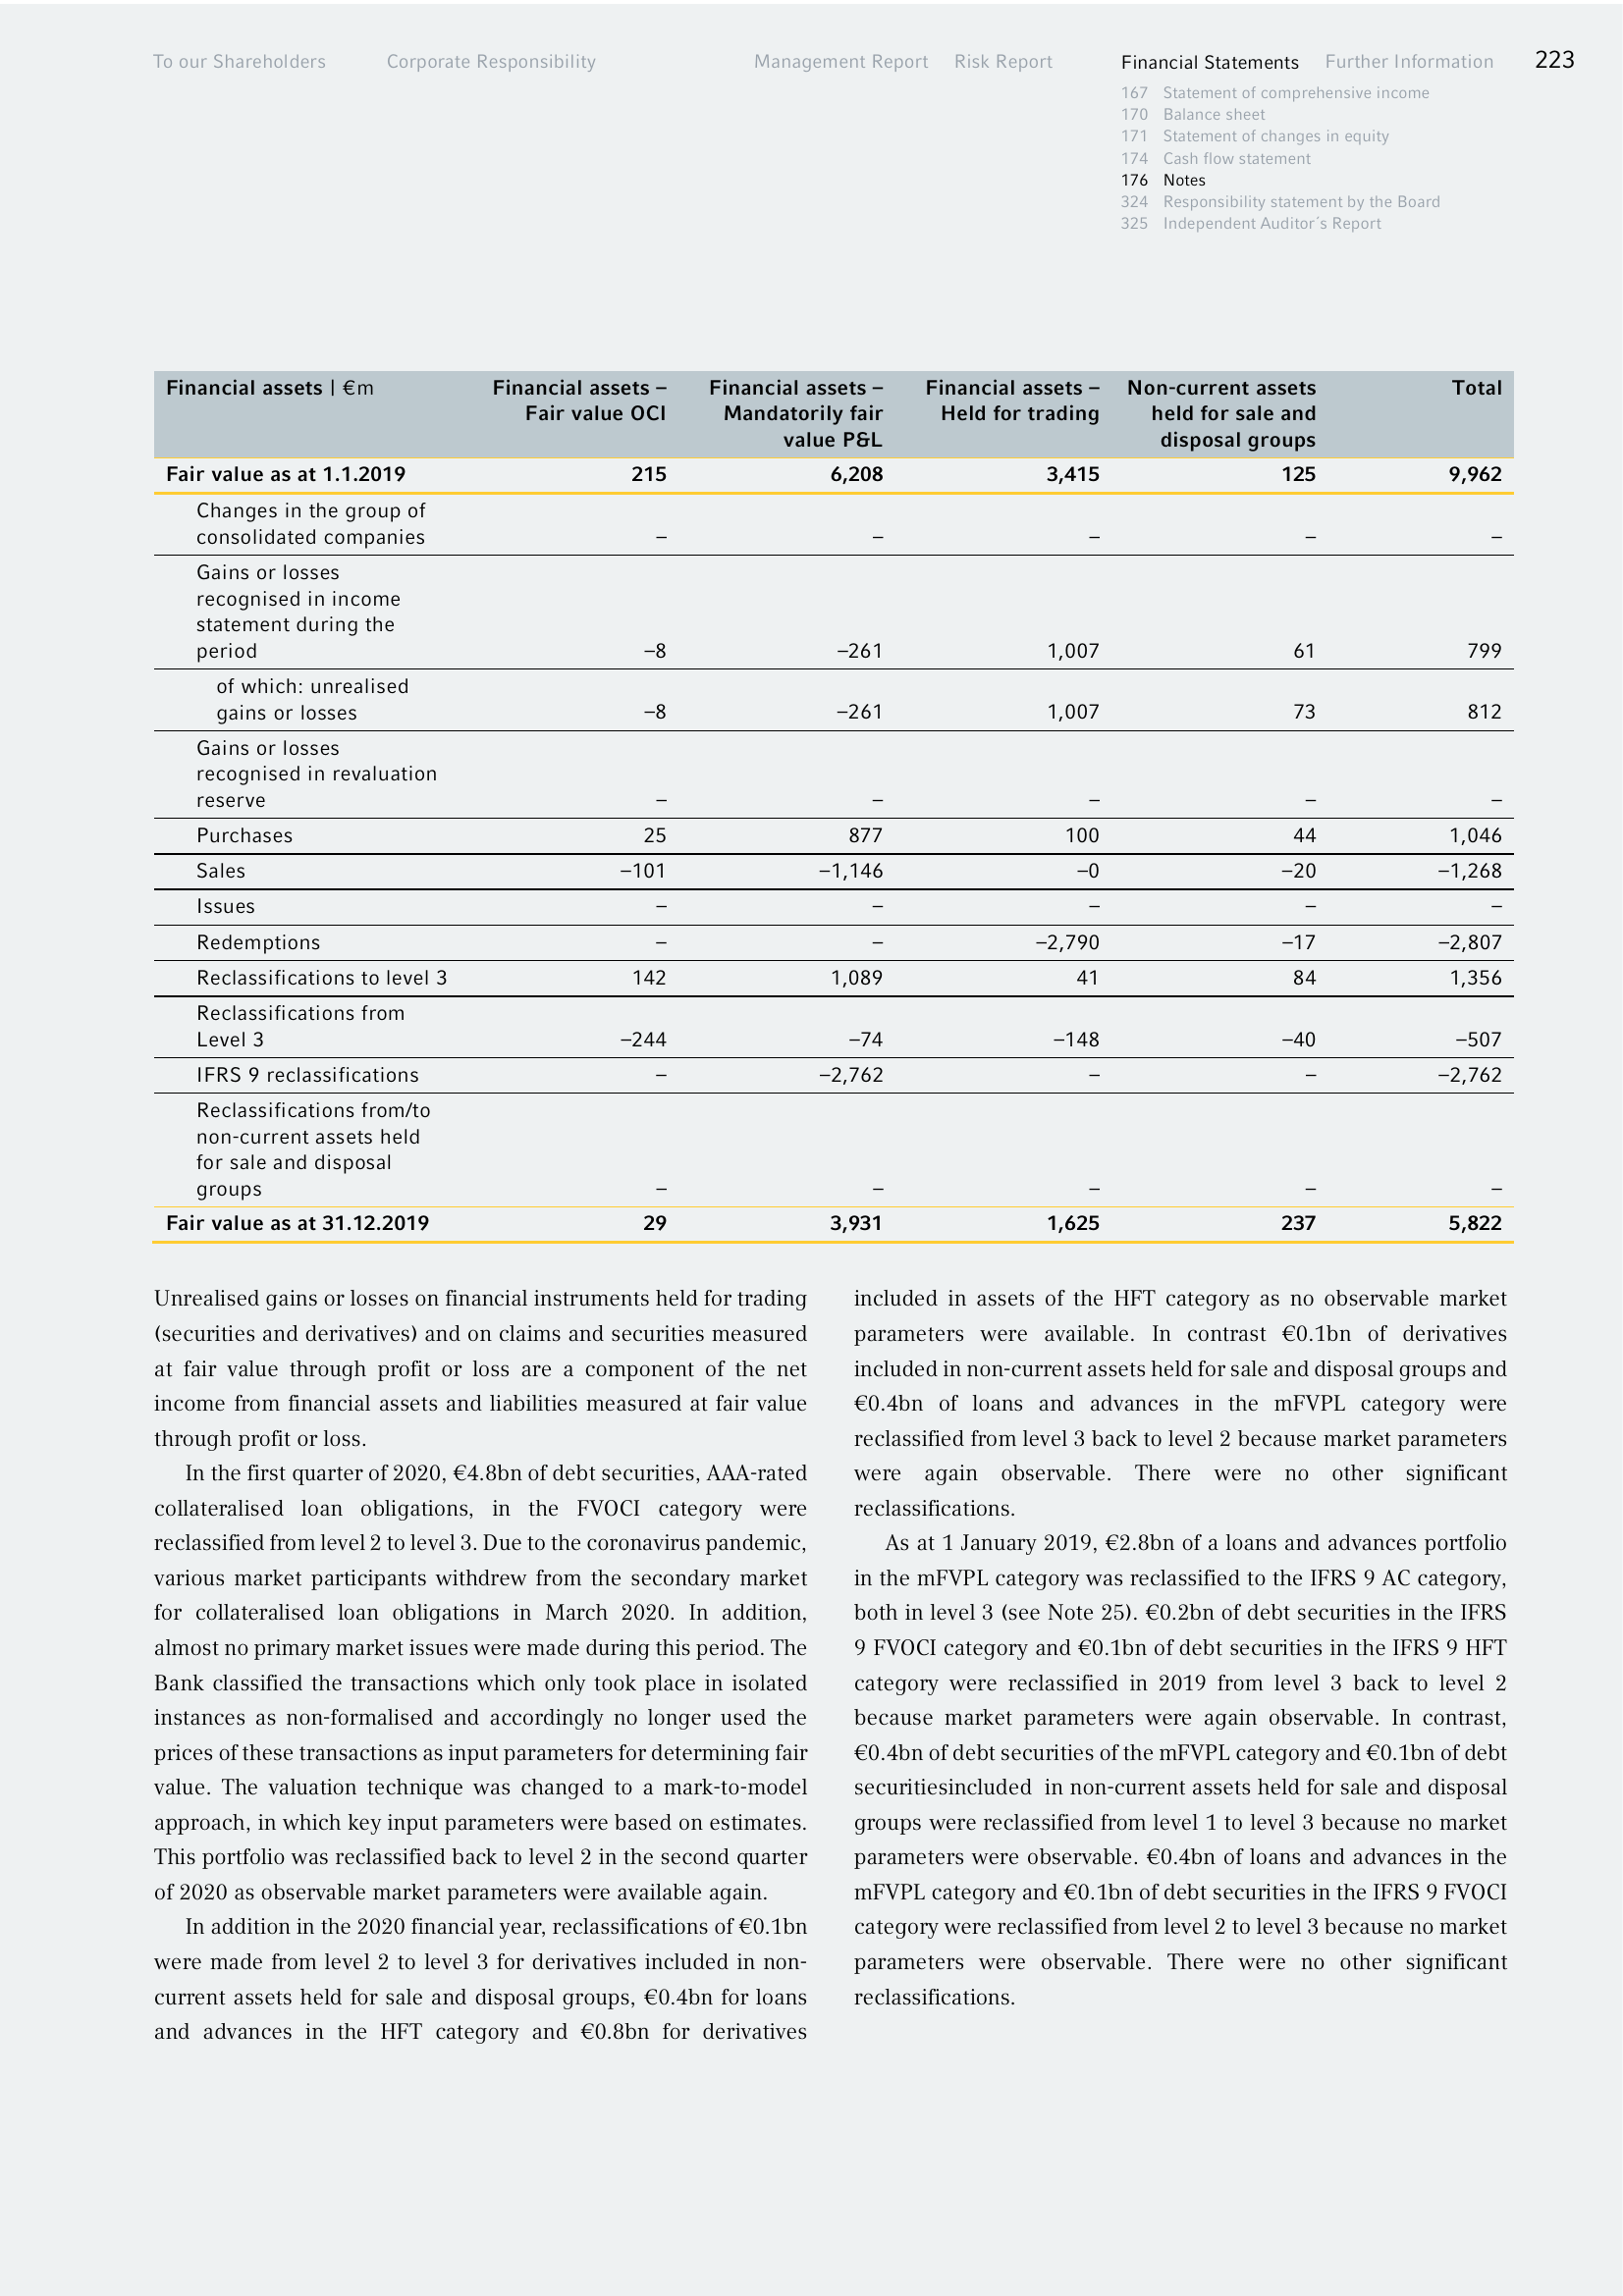 To our Shareholders Corporate Responsibility Management Report Risk Report Financial Statements Further Information 223
167 Statement of comprehensive income
170 Balance sheet
171 Statement of changes in equity
174 Cash flow statement
176 Notes
324 Responsibility statement by the Board
325 Independent Auditor´s Report
Financial assets | €m Financial assets – Financial assets – Financial assets – Non-current assets Total
Fair value OCI Mandatorily fair Held for trading held for sale and
value P&L disposal groups
Fair value as at 1.1.2019 215 6,208 3,415 125 9,962
Changes in the group of
consolidated companies – – – – –
Gains or losses
recognised in income
statement during the
period –8 –261 1,007 61 799
of which: unrealised
gains or losses –8 –261 1,007 73 812
Gains or losses
recognised in revaluation
reserve – – – – –
Purchases 25 877 100 44 1,046
Sales –101 –1,146 –0 –20 –1,268
Issues – – – – –
Redemptions – – –2,790 –17 –2,807
Reclassifications to level 3 142 1,089 41 84 1,356
Reclassifications from
Level 3 –244 –74 –148 –40 –507
IFRS 9 reclassifications – –2,762 – – –2,762
Reclassifications from/to
non-current assets held
for sale and disposal
groups – – – – –
Fair value as at 31.12.2019 29 3,931 1,625 237 5,822
Unrealised gains or losses on financial instruments held for trading
(securities and derivatives) and on claims and securities measured
at fair value through profit or loss are a component of the net
income from financial assets and liabilities measured at fair value
through profit or loss.
In the first quarter of 2020, €4.8bn of debt securities, AAA-rated
collateralised loan obligations, in the FVOCI category were
reclassified from level 2 to level 3. Due to the coronavirus pandemic,
various market participants withdrew from the secondary market
for collateralised loan obligations in March 2020. In addition,
almost no primary market issues were made during this period. The
Bank classified the transactions which only took place in isolated
instances as non-formalised and accordingly no longer used the
prices of these transactions as input parameters for determining fair
value. The valuation technique was changed to a mark-to-model
approach, in which key input parameters were based on estimates.
This portfolio was reclassified back to level 2 in the second quarter
of 2020 as observable market parameters were available again.
In addition in the 2020 financial year, reclassifications of €0.1bn
were made from level 2 to level 3 for derivatives included in non-
current assets held for sale and disposal groups, €0.4bn for loans
and advances in the HFT category and €0.8bn for derivatives
included in assets of the HFT category as no observable market
parameters were available. In contrast €0.1bn of derivatives
included in non-current assets held for sale and disposal groups and
€0.4bn of loans and advances in the mFVPL category were
reclassified from level 3 back to level 2 because market parameters
were again observable. There were no other significant
reclassifications.
As at 1 January 2019, €2.8bn of a loans and advances portfolio
in the mFVPL category was reclassified to the IFRS 9 AC category,
both in level 3 (see Note 25). €0.2bn of debt securities in the IFRS
9 FVOCI category and €0.1bn of debt securities in the IFRS 9 HFT
category were reclassified in 2019 from level 3 back to level 2
because market parameters were again observable. In contrast,
€0.4bn of debt securities of the mFVPL category and €0.1bn of debt
securitiesincluded in non-current assets held for sale and disposal
groups were reclassified from level 1 to level 3 because no market
parameters were observable. €0.4bn of loans and advances in the
mFVPL category and €0.1bn of debt securities in the IFRS 9 FVOCI
category were reclassified from level 2 to level 3 because no market
parameters were observable. There were no other significant
reclassifications.